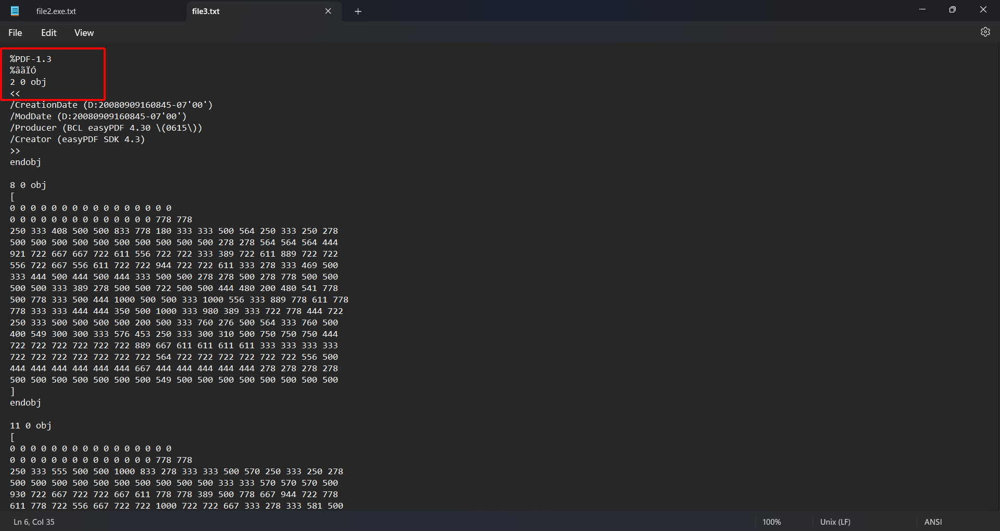 file2.exe.txt
file3.txt
File Edit View
%PDF-1.3
%âãÏÓ
2 0 obj
<<
/CreationDate (D:20080909160845-07'00')
/ModDate (D:20080909160845-07'00')
/Producer (BCL easyPDF 4.30 \(0615\))
/Creator (easyPDF SDK 4.3)
>>
endobj
8 0 obj
[
0 0 0 0 0 0 0 0 0 0 0 0 0 0 0 0
0 0 0 0 0 0 0 0 0 0 0 0 0 0 778 778
250 333 408 500 500 833 778 180 333 333 500 564 250 333 250 278
500 500 500 500 500 500 500 500 500 500 278 278 564 564 564 444
921 722 667 667 722 611 556 722 722 333 389 722 611 889 722 722
556 722 667 556 611 722 722 944 722 722 611 333 278 333 469 500
333 444 500 444 500 444 333 500 500 278 278 500 278 778 500 500
500 500 333 389 278 500 500 722 500 500 444 480 200 480 541 778
500 778 333 500 444 1000 500 500 333 1000 556 333 889 778 611 778
778 333 333 444 444 350 500 1000 333 980 389 333 722 778 444 722
250 333 500 500 500 500 200 500 333 760 276 500 564 333 760 500
400 549 300 300 333 576 453 250 333 300 310 500 750 750 750 444
722 722 722 722 722 722 889 667 611 611 611 611 333 333 333 333
722 722 722 722 722 722 722 564 722 722 722 722 722 722 556 500
444 444 444 444 444 444 667 444 444 444 444 444 278 278 278 278
500 500 500 500 500 500 500 549 500 500 500 500 500 500 500 500
]
endobj
11 0 obj
[
0 0 0 0 0 0 0 0 0 0 0 0 0 0 0 0
0 0 0 0 0 0 0 0 0 0 0 0 0 0 778 778
250 333 555 500 500 1000 833 278 333 333 500 570 250 333 250 278
500 500 500 500 500 500 500 500 500 500 333 333 570 570 570 500
930 722 667 722 722 667 611 778 778 389 500 778 667 944 722 778
611 778 722 556 667 722 722 1000 722 722 667 333 278 333 581 500
Ln 6, Col 35
100%
Unix (LF)
ANSI